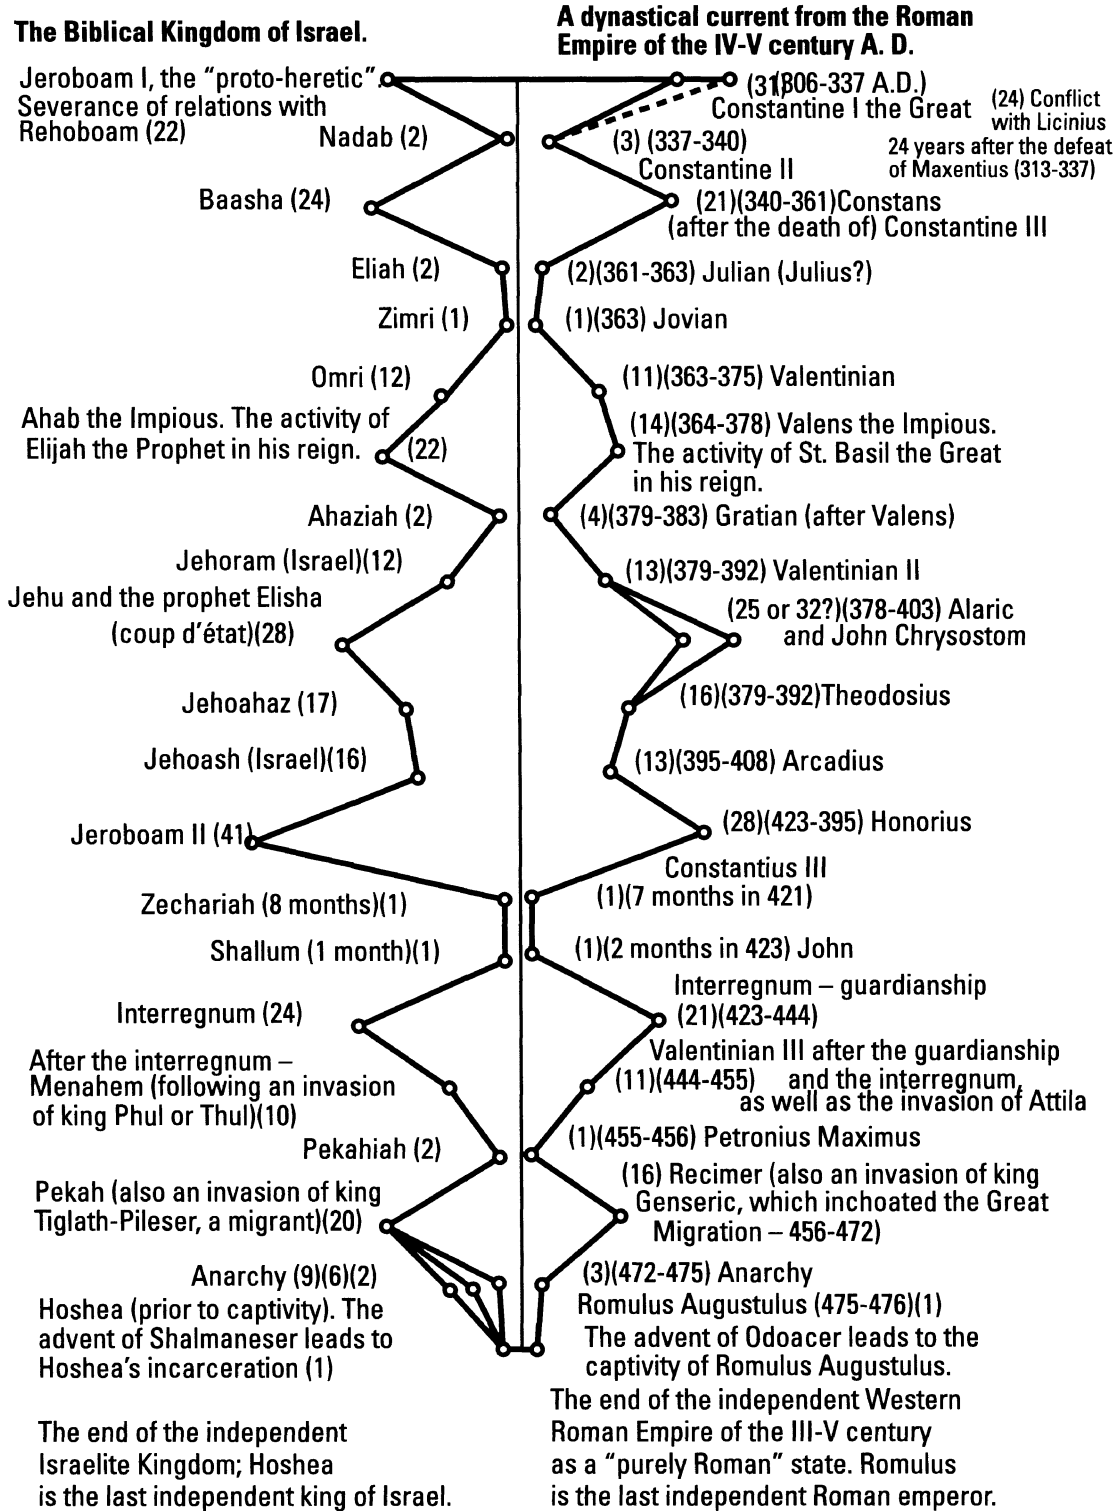 The Biblical Kingdom of Israel.
A dynastical current from the Roman
Empire of the IV-V century A. D.
Jeroboam I, the “proto-heretic”.
Severance of relations with
Rehoboam (22)
(31)(306-337 A.D.)
Constantine I the Great
(24) Conflict
with Licinius
24 years after the defeat
of Maxentius (313-337)
Nadab (2)
(3) (337-340)
Constantine II
Baasha (24)
(21)(340-361)Constans
(after the death of) Constantine III
Eliah (2)
(2)(361-363) Julian (Julius?)
Zimri (1)
(1)(363) Jovian
Omri (12)
(11)(363-375) Valentinian
Ahab the Impious. The activity of
Elijah the Prophet in his reign.
(22)
(14)(364-378) Valens the Impious.
The activity of St. Basil the Great
in his reign.
Ahaziah (2)
(4)(379-383) Gratian (after Valens)
Jehoram (Israel)(12)
(13)(379-392) Valentinian II
Jehu and the prophet Elisha
(coup d’état)(28)
(25 or 32?)(378-403) Alaric
and John Chrysostom
Jehoahaz (17)
(16)(379-392)Theodosius
Jehoash (Israel)(16)
(13)(395-408) Arcadius
Jeroboam II (41)
(28)(423-395) Honorius
Zechariah (8 months)(1)
Constantius III
(1)(7 months in 421)
Shallum (1 month)(1)
(1)(2 months in 423) John
Interregnum (24)
Interregnum – guardianship
(21)(423-444)
After the interregnum –
Menahem (following an invasion
of king Phul or Thul)(10)
Valentinian III after the guardianship
(11)(444-455) and the interregnum,
as well as the invasion of Attila
Pekahiah (2)
(1)(455-456) Petronius Maximus
Pekah (also an invasion of king
Tiglath-Pileser, a migrant)(20)
(16) Recimer (also an invasion of king
Genseric, which inchoated the Great
Migration – 456-472)
Anarchy (9)(6)(2)
(3)(472-475) Anarchy
Hoshea (prior to captivity). The
advent of Shalmaneser leads to
Hoshea’s incarceration (1)
Romulus Augustulus (475-476)(1)
The advent of Odoacer leads to the
captivity of Romulus Augustulus.
The end of the independent
Israelite Kingdom; Hoshea
is the last independent king of Israel.
The end of the independent Western
Roman Empire of the III-V century
as a “purely Roman” state. Romulus
is the last independent Roman emperor.